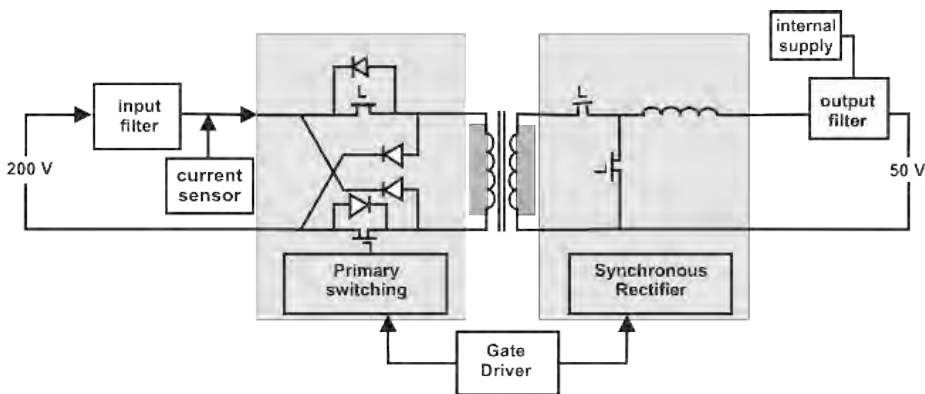 internal
supply
input
filter
output
filter
L
L
L
200 V
current
sensor
50 V
Primary
switching
Synchronous
Rectifier
Gate
Driver